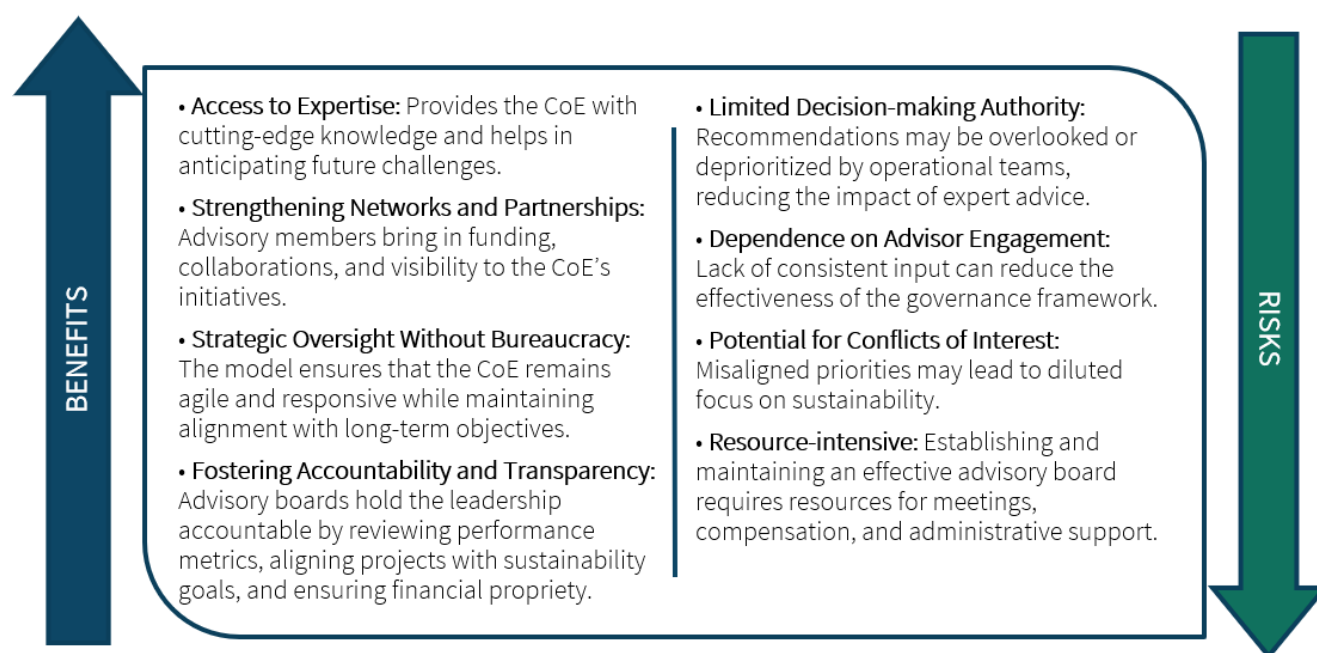 BENEFITS
• Access to Expertise: Provides the CoE with
cutting-edge knowledge and helps in
anticipating future challenges.
• Strengthening Networks and Partnerships:
Advisory members bring in funding,
collaborations, and visibility to the CoE’s
initiatives.
• Strategic Oversight Without Bureaucracy:
The model ensures that the CoE remains
agile and responsive while maintaining
alignment with long-term objectives.
• Fostering Accountability and Transparency:
Advisory boards hold the leadership
accountable by reviewing performance
metrics, aligning projects with sustainability
goals, and ensuring financial propriety.
• Limited Decision-making Authority:
Recommendations may be overlooked or
deprioritized by operational teams,
reducing the impact of expert advice.
• Dependence on Advisor Engagement:
Lack of consistent input can reduce the
effectiveness of the governance framework.
• Potential for Conflicts of Interest:
Misaligned priorities may lead to diluted
focus on sustainability.
• Resource-intensive: Establishing and
maintaining an effective advisory board
requires resources for meetings,
compensation, and administrative support.
RISKS